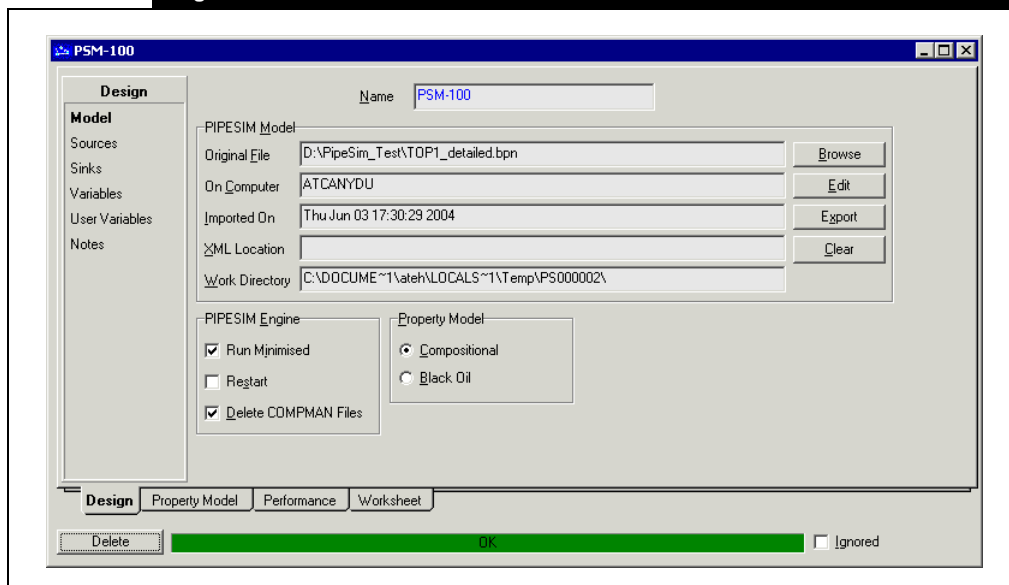 PSM-100
Design
Model
Sources
Sinks
Variables
User Variables
Notes
Name PSM-100
PIPESIM Model
Original File D:\PipeSim_Test\TOP1_detailed.bpn Browse
On Computer ATCANYDU Edit
Imported On Thu Jun 03 17:30:29 2004 Export
XML Location Clear
Work Directory C:\DOCUME~1\ateh\LOCALS~1\Temp\PS000002\
PIPESIM Engine
Run Minimised
Restart
Delete COMPMAN Files
Property Model
Compositional
Black Oil
Design Property Model Performance Worksheet
Delete OK Ignored